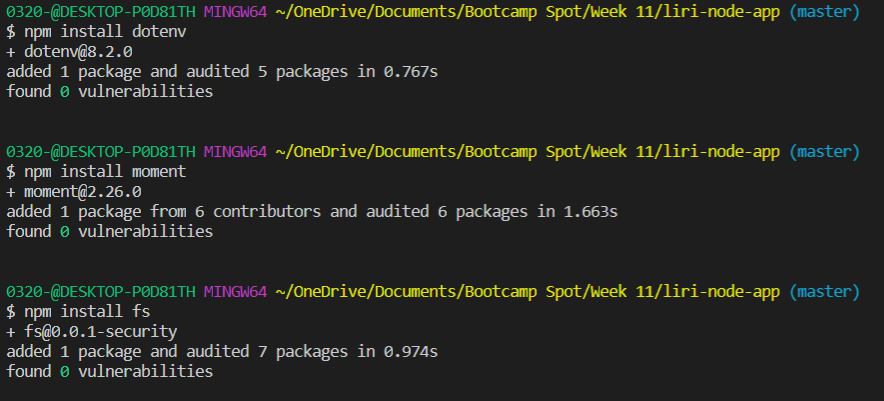 0320-@DESKTOP-P0D81TH MINGW64 ~/OneDrive/Documents/Bootcamp Spot/Week 11/liri-node-app (master)
$ npm install dotenv
+ dotenv@8.2.0
added 1 package and audited 5 packages in 0.767s
found 0 vulnerabilities
0320-@DESKTOP-P0D81TH MINGW64 ~/OneDrive/Documents/Bootcamp Spot/Week 11/liri-node-app (master)
$ npm install moment
+ moment@2.26.0
added 1 package from 6 contributors and audited 6 packages in 1.663s
found 0 vulnerabilities
0320-@DESKTOP-P0D81TH MINGW64 ~/OneDrive/Documents/Bootcamp Spot/Week 11/liri-node-app (master)
$ npm install fs
+ fs@0.0.1-security
added 1 package and audited 7 packages in 0.974s
found 0 vulnerabilities